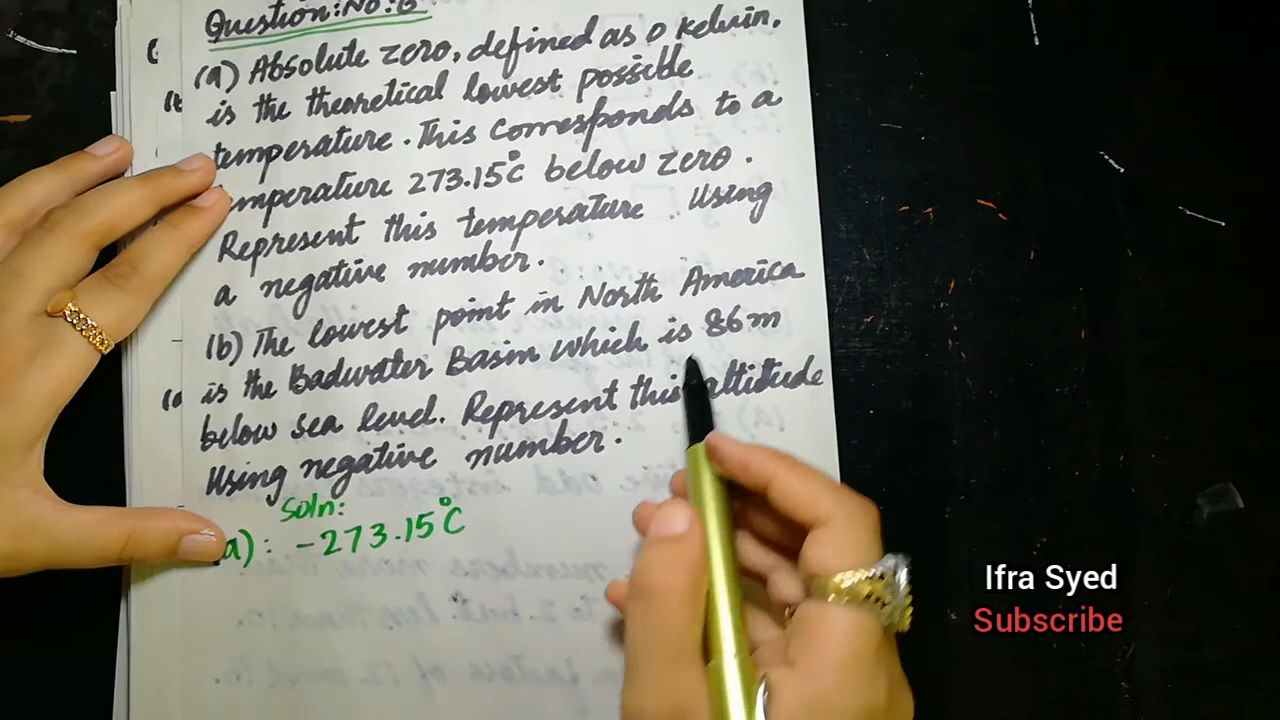 Question: No: 6
(a) Absolute zero, defined as 0 kelvin.
is the theoretical lowest possible
temperature. This corresponds to a
mperature 273.15°C below zero.
Represent this temperature. Using
a negative number.
(b) The lowest point in North America
is the Badwater Basin which is 86m
below sea level. Represent this altitude
Using negative number.
Soln:
a): -273.15°C
Ifra Syed
Subscribe